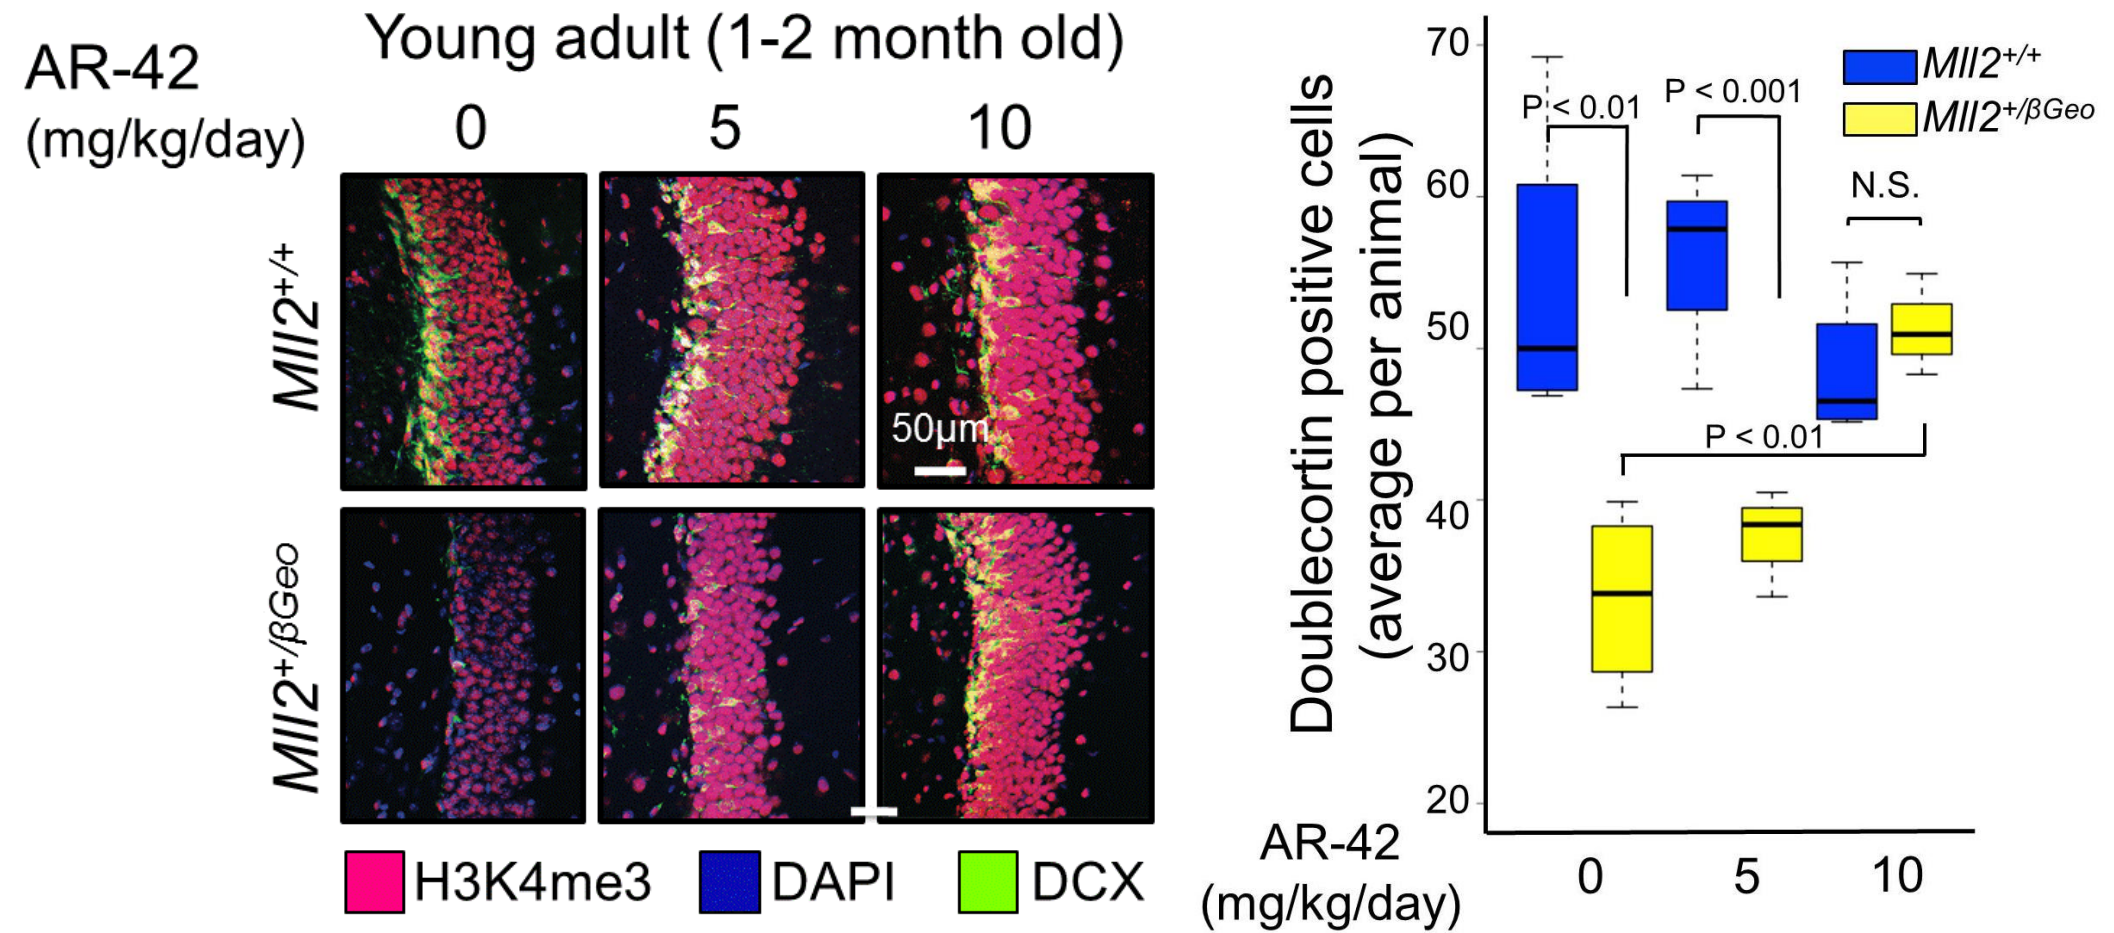 Young adult (1-2 month old)
AR-42
(mg/kg/day)
0 5 10
Mll2+/+
50µm
Mll2+/βGeo
H3K4me3 DAPI DCX
Doublecortin positive cells
(average per animal)
70
60
50
40
30
20
Mll2+/+
Mll2+/βGeo
P < 0.01
P < 0.001
N.S.
P < 0.01
AR-42
(mg/kg/day)
0 5 10